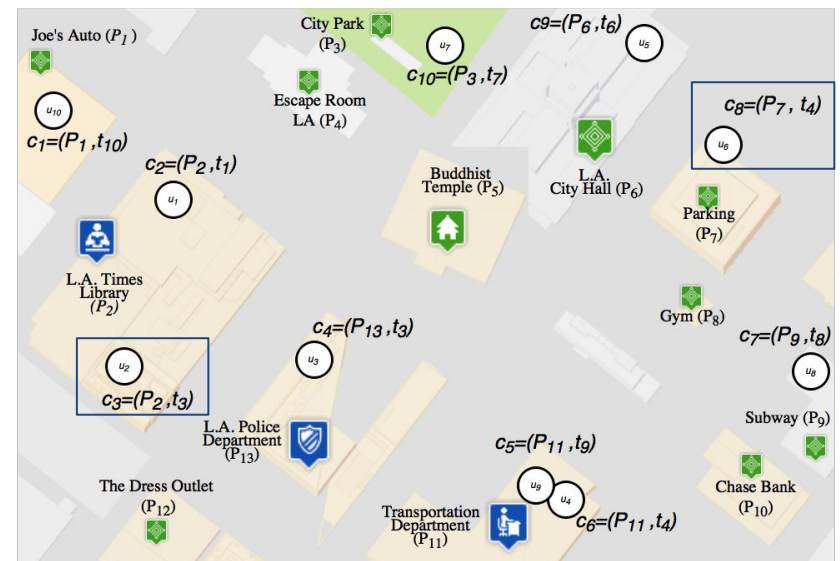 Joe's Auto (P1)
City Park
(P3)
c9=(P6 ,t6)
u5
u7
c10=(P3 ,t7)
Escape Room
LA (P4)
u10
c1=(P1 ,t10)
c8=(P7 , t4)
u6
c2=(P2 ,t1)
u1
Buddhist
Temple (P5)
L.A.
City Hall (P6)
Parking
(P7)
L.A. Times
Library
(P2)
Gym (P8)
c4=(P13 ,t3)
u3
c7=(P9 ,t8)
u8
u2
c3=(P2 ,t3)
L.A. Police
Department
(P13)
Subway (P9)
c5=(P11 ,t9)
u9
u4
c6=(P11 ,t4)
The Dress Outlet
(P12)
Transportation
Department
(P11)
Chase Bank
(P10)